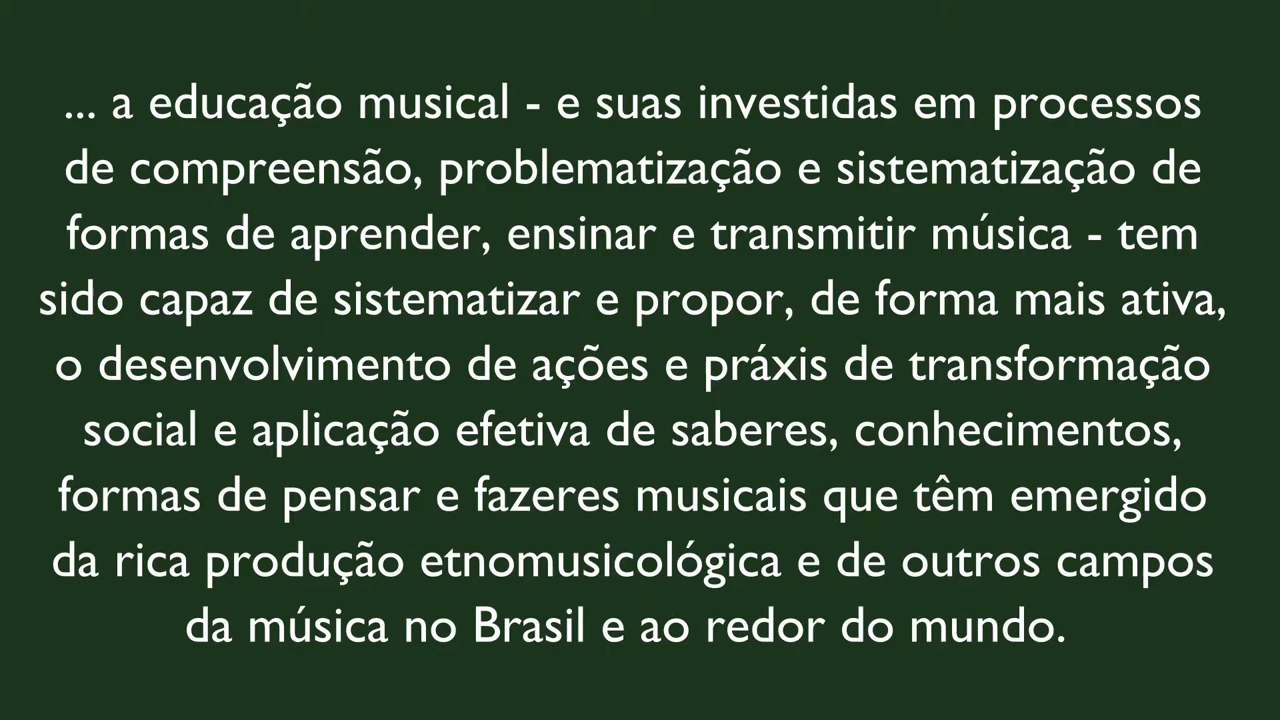 ... a educação musical - e suas investidas em processos
de compreensão, problematização e sistematização de
formas de aprender, ensinar e transmitir música - tem
sido capaz de sistematizar e propor, de forma mais ativa,
o desenvolvimento de ações e práxis de transformação
social e aplicação efetiva de saberes, conhecimentos,
formas de pensar e fazeres musicais que têm emergido
da rica produção etnomusicológica e de outros campos
da música no Brasil e ao redor do mundo.